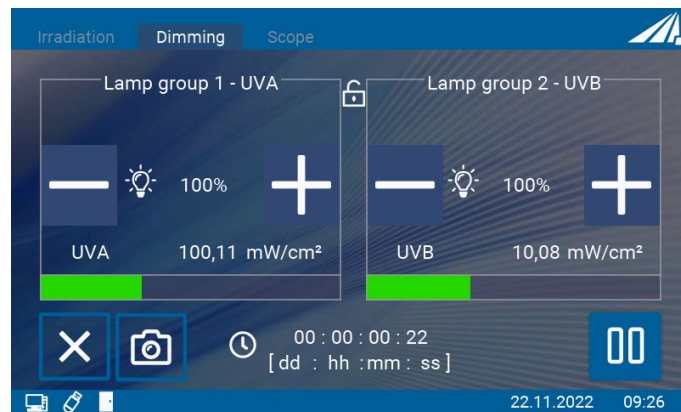 Irradiation Dimming Scope
Lamp group 1 - UVA Lamp group 2 - UVB
100% 100%
UVA 100,11 mW/cm² UVB 10,08 mW/cm²
00 : 00 : 00 : 22
[ dd : hh : mm : ss ]
22.11.2022 09:26